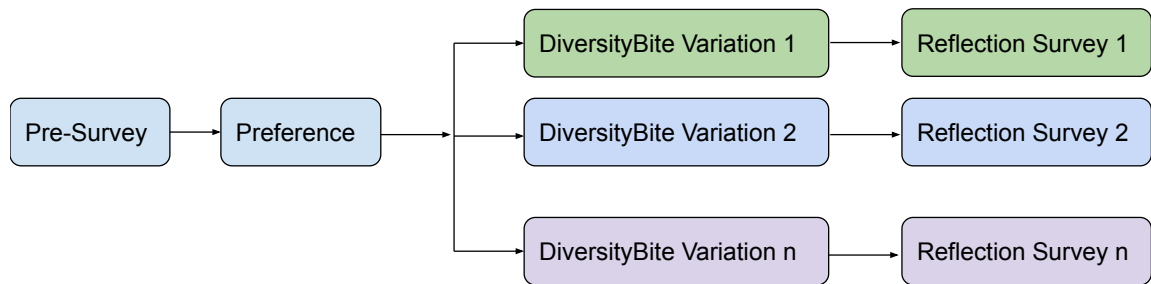 Pre-Survey
Preference
DiversityBite Variation 1
Reflection Survey 1
DiversityBite Variation 2
Reflection Survey 2
DiversityBite Variation n
Reflection Survey n